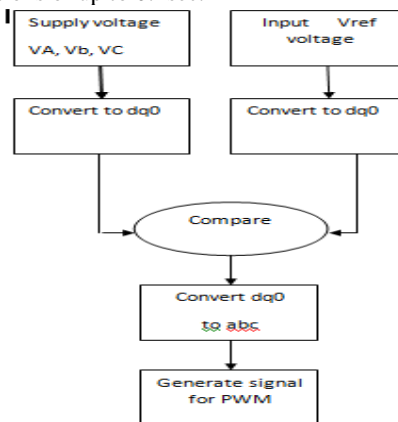 Supply voltage
VA, Vb, VC
Input Vref
voltage
Convert to dq0
Convert to dq0
Compare
Convert dq0
to abc
Generate signal
for PWM